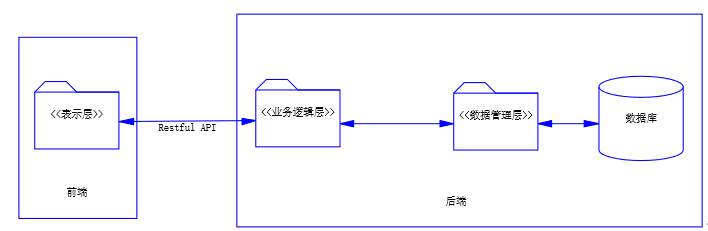 <<表示层>>
Restful API
前端
<<业务逻辑层>>
<<数据管理层>>
数据库
后端